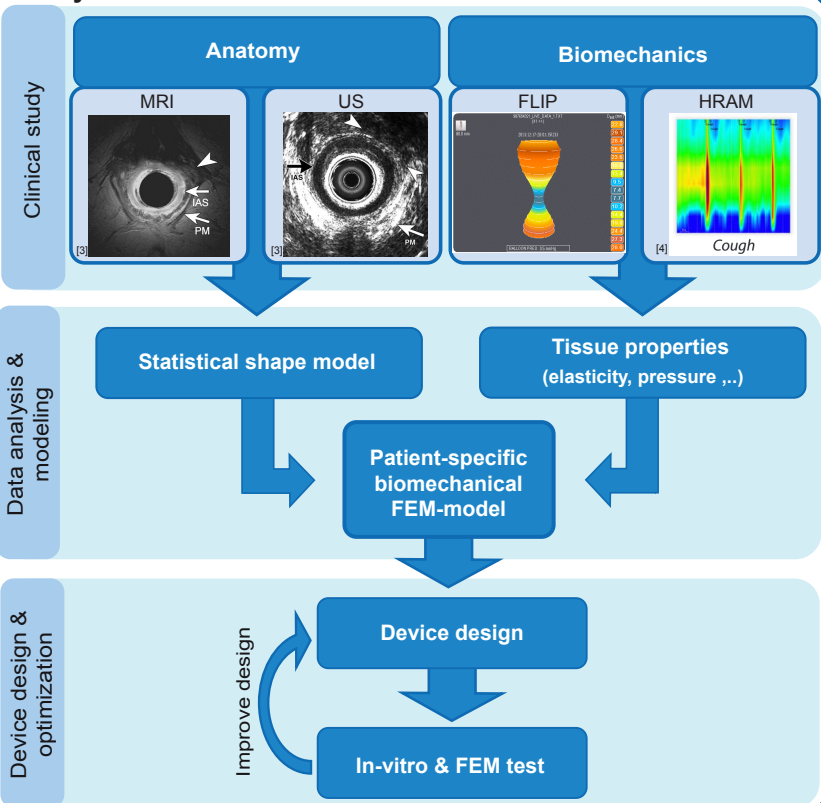 Anatomy
Biomechanics
Clinical study
MRI
US
FLIP
HRAM
IAS
PM
[3]
IAS
PM
[3]
Cough
[4]
Data analysis &
modeling
Statistical shape model
Tissue properties
(elasticity, pressure ,..)
Patient-specific
biomechanical
FEM-model
Device design &
optimization
Improve design
Device design
In-vitro & FEM test